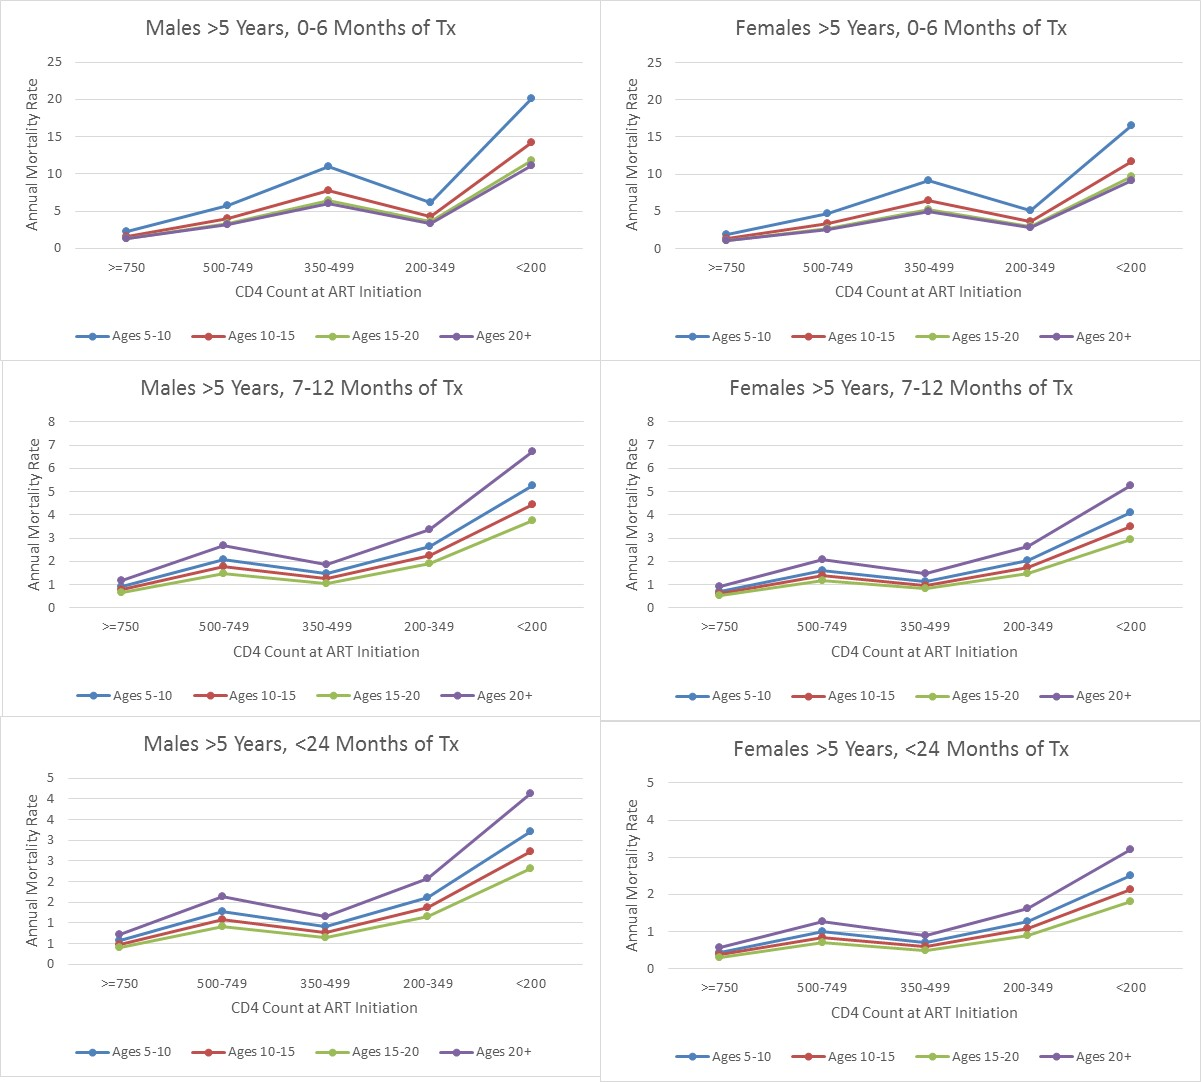 Males >5 Years, 0-6 Months of Tx
Annual Mortality Rate
25
20
15
10
5
0
>=750 500-749 350-499 200-349 <200
CD4 Count at ART Initiation
Ages 5-10 Ages 10-15 Ages 15-20 Ages 20+
Females >5 Years, 0-6 Months of Tx
Annual Mortality Rate
25
20
15
10
5
0
>=750 500-749 350-499 200-349 <200
CD4 Count at ART Initiation
Ages 5-10 Ages 10-15 Ages 15-20 Ages 20+
Males >5 Years, 7-12 Months of Tx
Annual Mortality Rate
8
7
6
5
4
3
2
1
0
>=750 500-749 350-499 200-349 <200
CD4 Count at ART Initiation
Ages 5-10 Ages 10-15 Ages 15-20 Ages 20+
Females >5 Years, 7-12 Months of Tx
Annual Mortality Rate
8
7
6
5
4
3
2
1
0
>=750 500-749 350-499 200-349 <200
CD4 Count at ART Initiation
Ages 5-10 Ages 10-15 Ages 15-20 Ages 20+
Males >5 Years, <24 Months of Tx
Annual Mortality Rate
5
4
4
3
3
2
2
1
1
0
>=750 500-749 350-499 200-349 <200
CD4 Count at ART Initiation
Ages 5-10 Ages 10-15 Ages 15-20 Ages 20+
Females >5 Years, <24 Months of Tx
Annual Mortality Rate
5
4
3
2
1
0
>=750 500-749 350-499 200-349 <200
CD4 Count at ART Initiation
Ages 5-10 Ages 10-15 Ages 15-20 Ages 20+